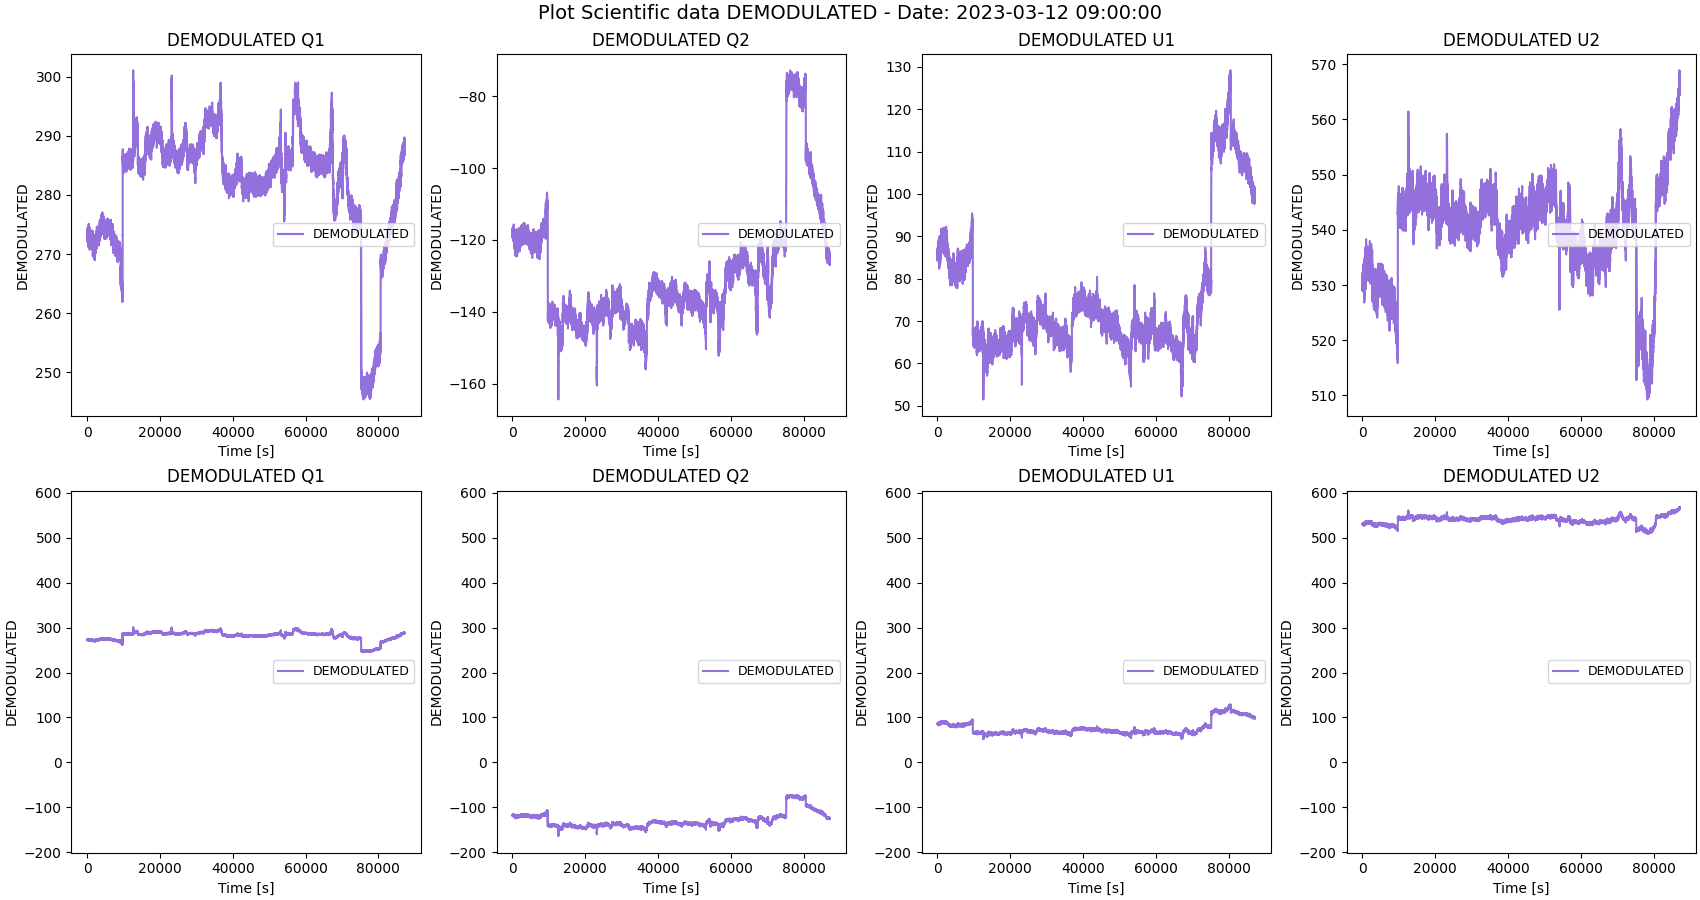 Plot Scientific data DEMODULATED - Date: 2023-03-12 09:00:00
DEMODULATED Q1
DEMODULATED
300
290
280
270
260
250
0 20000 40000 60000 80000
Time [s]
DEMODULATED
DEMODULATED Q2
DEMODULATED
−80
−100
−120
−140
−160
0 20000 40000 60000 80000
Time [s]
DEMODULATED
DEMODULATED U1
DEMODULATED
130
120
110
100
90
80
70
60
50
0 20000 40000 60000 80000
Time [s]
DEMODULATED
DEMODULATED U2
DEMODULATED
570
560
550
540
530
520
510
0 20000 40000 60000 80000
Time [s]
DEMODULATED
DEMODULATED Q1
DEMODULATED
600
500
400
300
200
100
0
−100
−200
0 20000 40000 60000 80000
Time [s]
DEMODULATED
DEMODULATED Q2
DEMODULATED
600
500
400
300
200
100
0
−100
−200
0 20000 40000 60000 80000
Time [s]
DEMODULATED
DEMODULATED U1
DEMODULATED
600
500
400
300
200
100
0
−100
−200
0 20000 40000 60000 80000
Time [s]
DEMODULATED
DEMODULATED U2
DEMODULATED
600
500
400
300
200
100
0
−100
−200
0 20000 40000 60000 80000
Time [s]
DEMODULATED